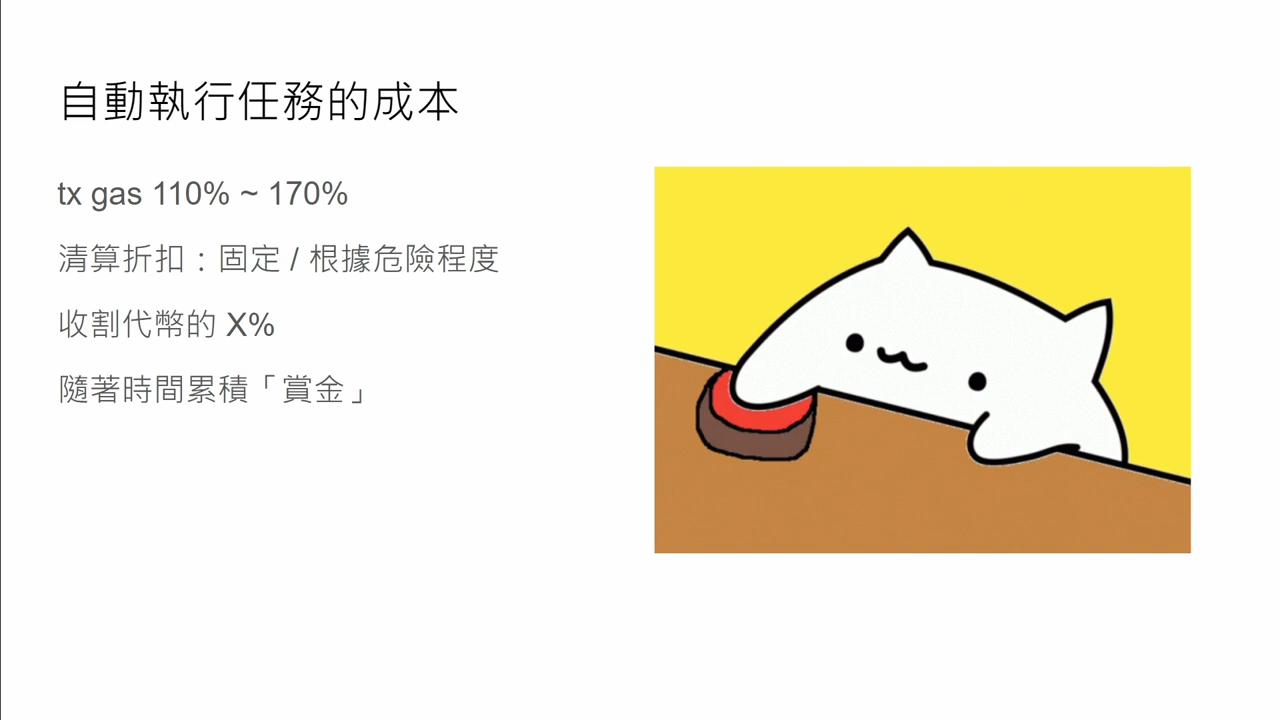 自動執行任務的成本
tx gas 110% ~ 170%
清算折扣：固定 / 根據危險程度
收割代幣的 X%
隨著時間累積「賞金」